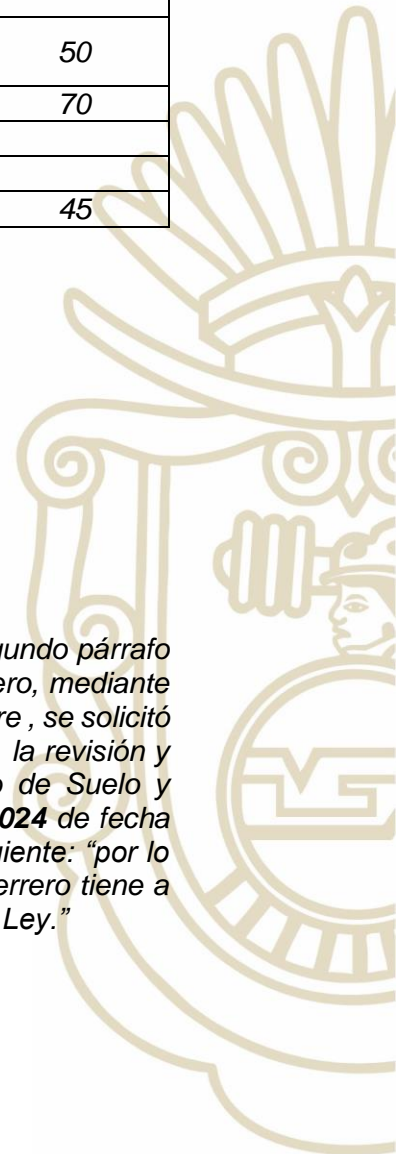 50
70
45
gundo párrafo
ero, mediante
re , se solicitó
la revisión y
o de Suelo y
024 de fecha
uiente: “por lo
errero tiene a
Ley.”